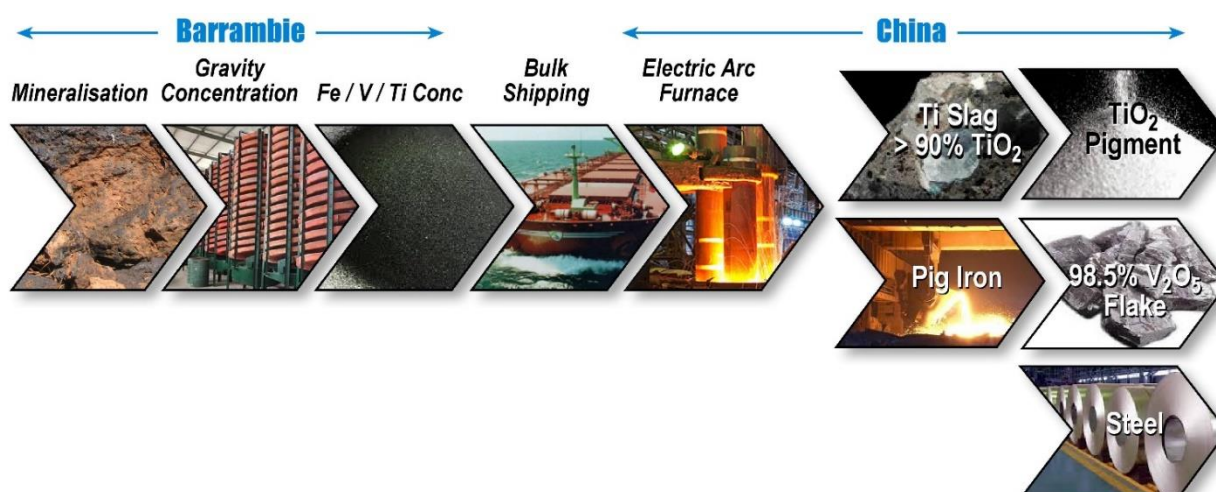 Barrambie
China
Mineralisation
Gravity
Concentration
Fe / V / Ti Conc
Bulk
Shipping
Electric Arc
Furnace
Ti Slag
> 90% TiO₂
TiO₂
Pigment
Pig Iron
98.5% V₂O₅
Flake
Steel